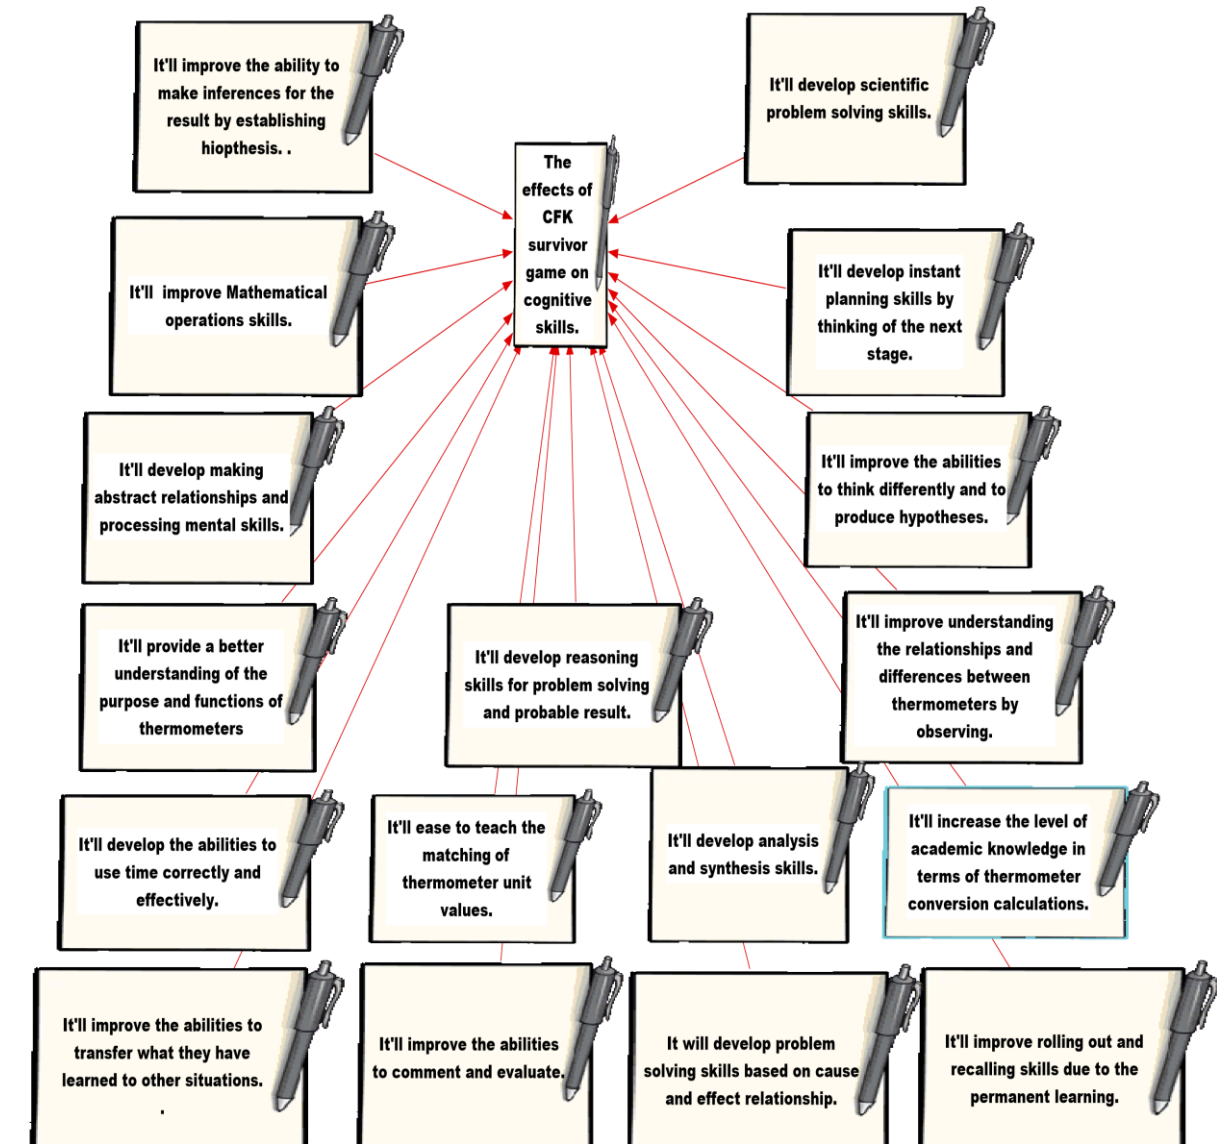 It'll improve the ability to
make inferences for the
result by establishing
hiopthesis. .
It'll develop scientific
problem solving skills.
The
effects of
CFK
survivor
game on
cognitive
skills.
It'll improve Mathematical
operations skills.
It'll develop instant
planning skills by
thinking of the next
stage.
It'll develop making
abstract relationships and
processing mental skills.
It'll improve the abilities
to think differently and to
produce hypotheses.
It'll provide a better
understanding of the
purpose and functions of
thermometers
It'll develop reasoning
skills for problem solving
and probable result.
It'll improve understanding
the relationships and
differences between
thermometers by
observing.
It'll develop the abilities to
use time correctly and
effectively.
It'll ease to teach the
matching of
thermometer unit
values.
It'll develop analysis
and synthesis skills.
It'll increase the level of
academic knowledge in
terms of thermometer
conversion calculations.
It'll improve the abilities to
transfer what they have
learned to other situations.
.
It'll improve the abilities
to comment and evaluate.
It will develop problem
solving skills based on cause
and effect relationship.
It'll improve rolling out and
recalling skills due to the
permanent learning.